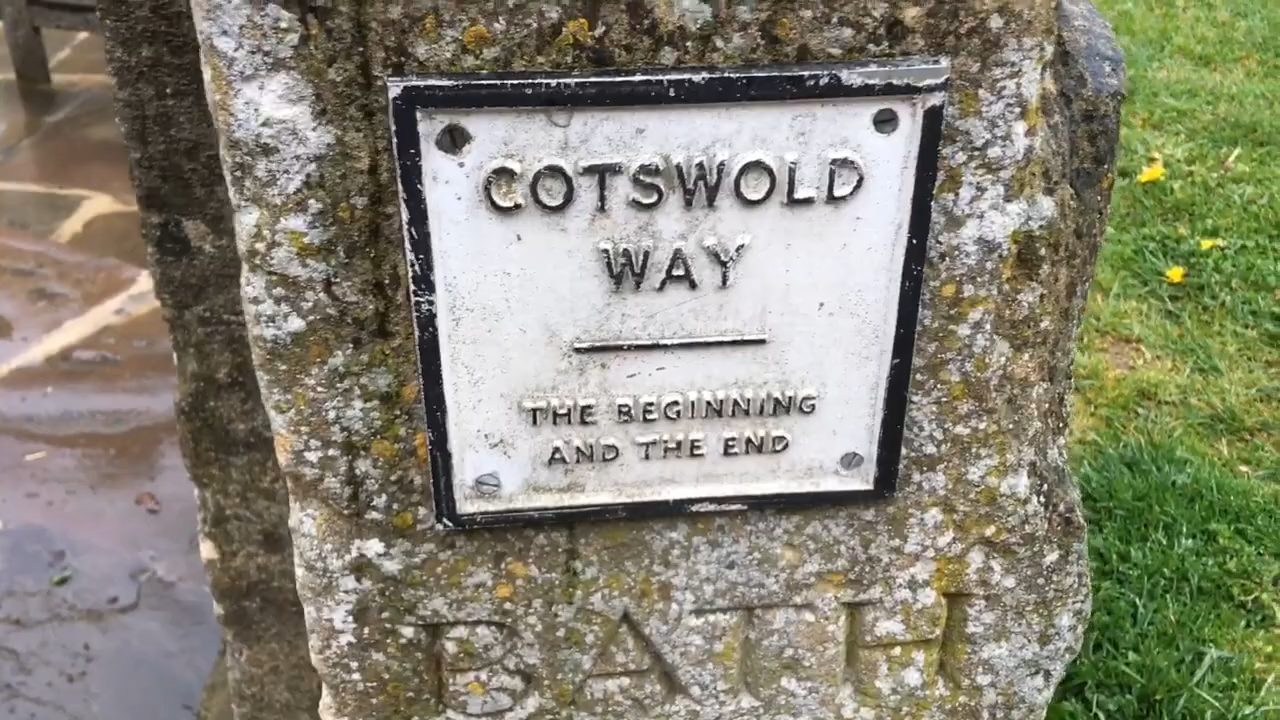 COTSWOLD
WAY
THE BEGINNING
AND THE END
BATH